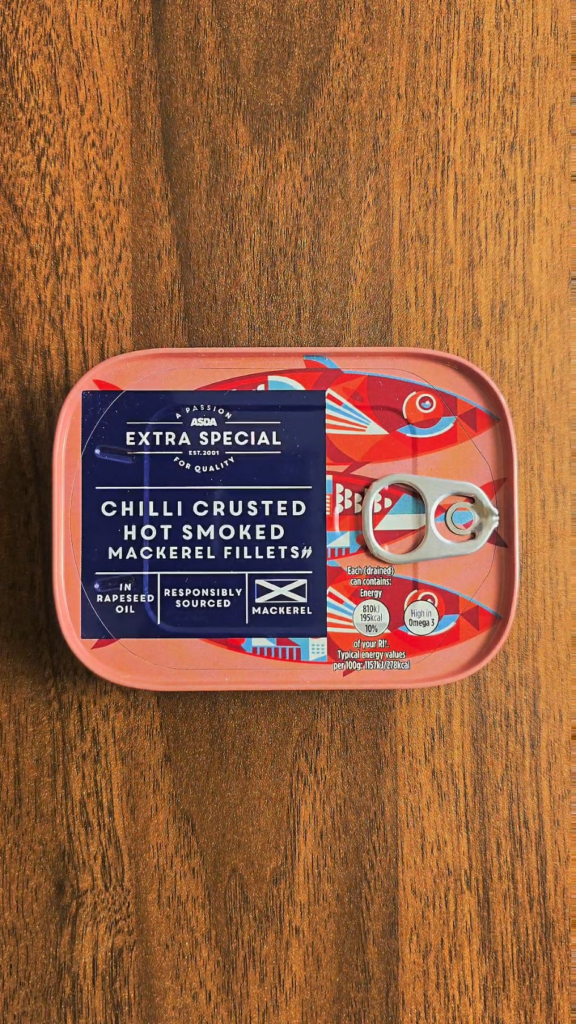 A PASSION
ASDA
EXTRA SPECIAL
EST. 2001
FOR QUALITY
CHILLI CRUSTED
HOT SMOKED
MACKEREL FILLETS
IN
RAPESEED
OIL
RESPONSIBLY
SOURCED
MACKEREL
Each (drained)
can contains:
Energy
810kJ
195kcal
10%
High in
Omega 3
of your RI*.
Typical energy values
per 100g: 1157kJ/278kcal